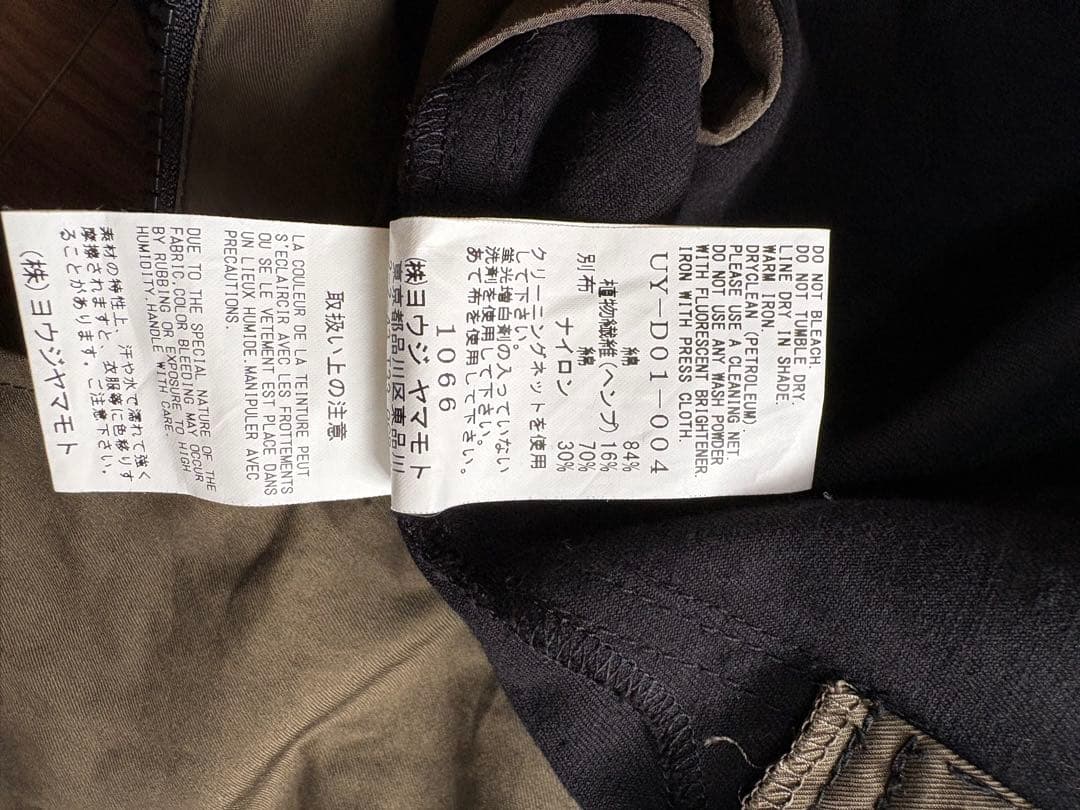 DO NOT BLEACH.
DO NOT TUMBLE DRY.
LINE DRY IN SHADE.
WARM IRON.
DRYCLEAN (PETROLEUM).
PLEASE USE A CLEANING NET.
DO NOT USE ANY WASH POWDER
WITH FLUORESCENT BRIGHTENER.
IRON WITH PRESS CLOTH.
UY-D01-004
綿 84%
植物繊維(ヘンプ) 16%
別布 綿 70%
ナイロン 30%
クリーニングネットを使用
して下さい。
蛍光増白剤の入っていない
洗剤を使用して下さい。
あて布を使用して下さい。
1066
(株)ヨウジヤマモト
東京都品川区東品川
取扱い上の注意
LA COULEUR DE LA TEINTURE PEUT
S'ECLAIRCIR AVEC LES FROTTEMENTS
OU SE LE VETEMENT EST PLACE DANS
UN LIEUX HUMIDE.MANIPULER AVEC
PRECAUTIONS.
DUE TO THE SPECIAL NATURE OF THE
FABRIC.COLOR BLEEDING MAY OCCUR
BY RUBBING OR EXPOSURE TO HIGH
HUMIDITY.HANDLE WITH CARE.
素材の特性上、汗や水で濡れて強く
摩擦されますと、衣服等に色移りす
ることがあります。ご注意下さい。
(株)ヨウジヤマモト